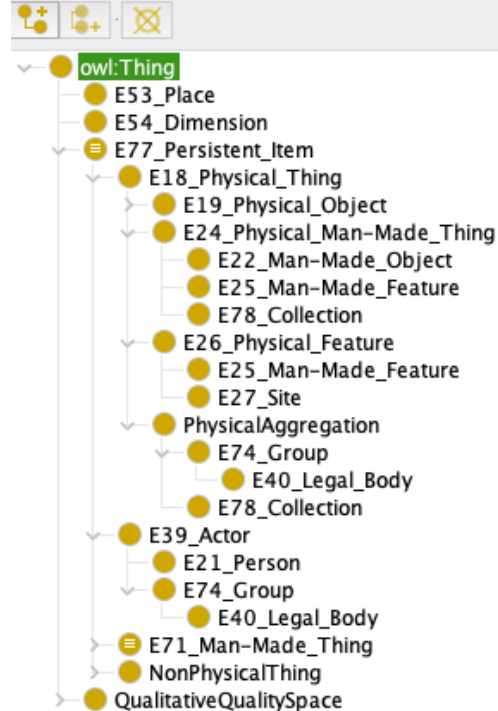 owl:Thing
E53_Place
E54_Dimension
E77_Persistent_Item
E18_Physical_Thing
E19_Physical_Object
E24_Physical_Man-Made_Thing
E22_Man-Made_Object
E25_Man-Made_Feature
E78_Collection
E26_Physical_Feature
E25_Man-Made_Feature
E27_Site
PhysicalAggregation
E74_Group
E40_Legal_Body
E78_Collection
E39_Actor
E21_Person
E74_Group
E40_Legal_Body
E71_Man-Made_Thing
NonPhysicalThing
QualitativeQualitySpace